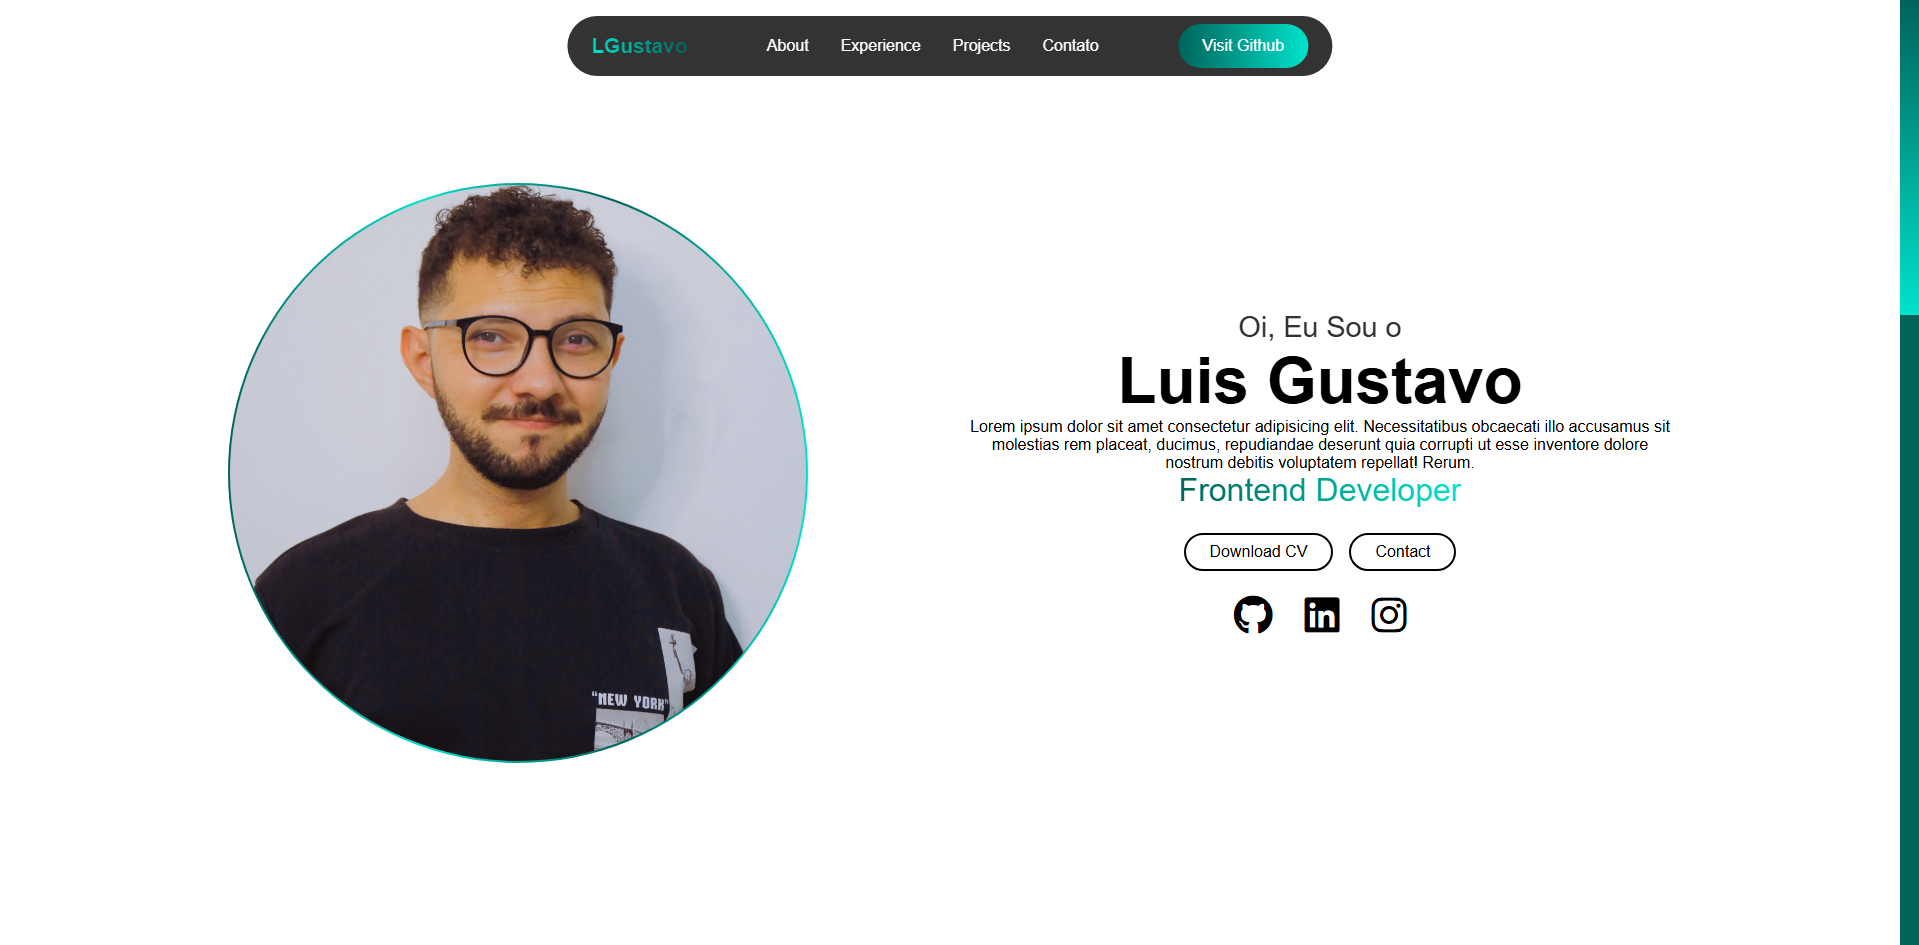 LGustavo
About
Experience
Projects
Contato
Visit Github
Oi, Eu Sou o
Luis Gustavo
Lorem ipsum dolor sit amet consectetur adipisicing elit. Necessitatibus obcaecati illo accusamus sit
molestias rem placeat, ducimus, repudiandae deserunt quia corrupti ut esse inventore dolore
nostrum debitis voluptatem repellat! Rerum.
Frontend Developer
Download CV
Contact
in
"NEW YORK"